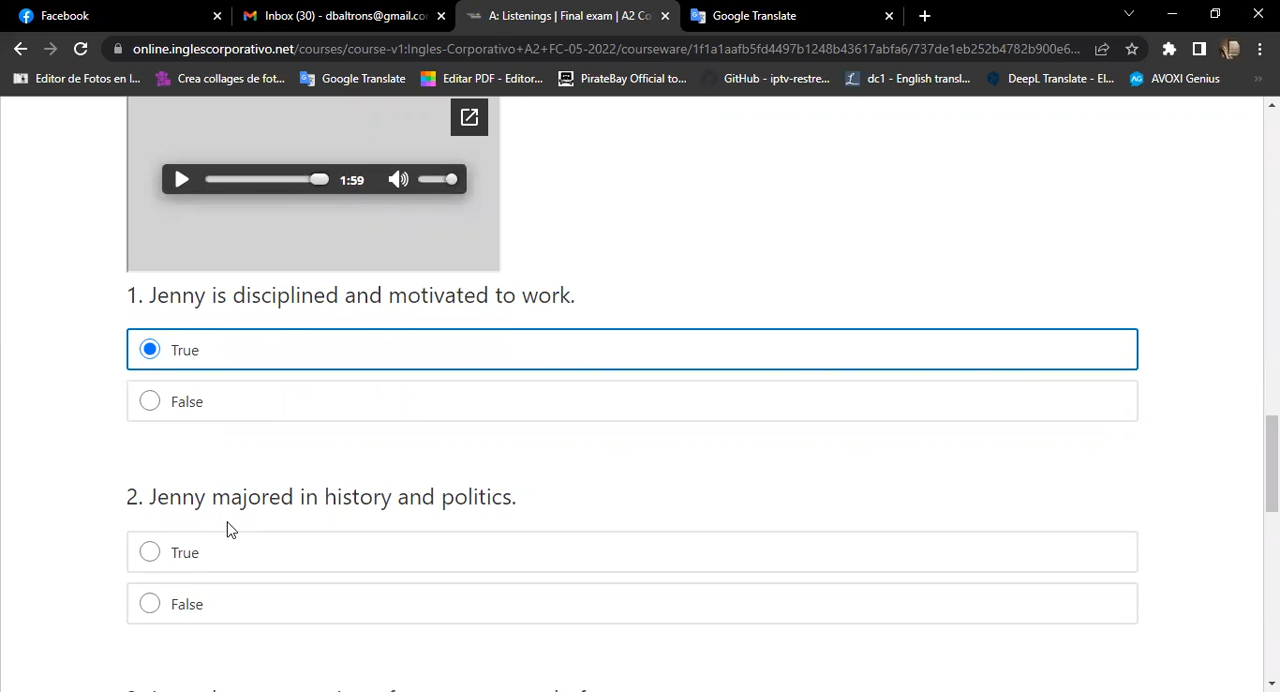 Facebook
Inbox (30) - dbaltrons@gmail.co
A: Listenings | Final exam | A2 Co
Google Translate
online.inglescorporativo.net/courses/course-v1:Ingles-Corporativo+A2+FC-05-2022/courseware/1f1a1aafb5fd4497b1248b43617abfa6/737de1eb252b4782b900e6...
Editor de Fotos en l...
Crea collages de fot...
Google Translate
Editar PDF - Editor...
PirateBay Official to...
GitHub - iptv-restre...
dc1 - English transl...
DeepL Translate - El...
AVOXI Genius
1:59
1. Jenny is disciplined and motivated to work.
True
False
2. Jenny majored in history and politics.
True
False